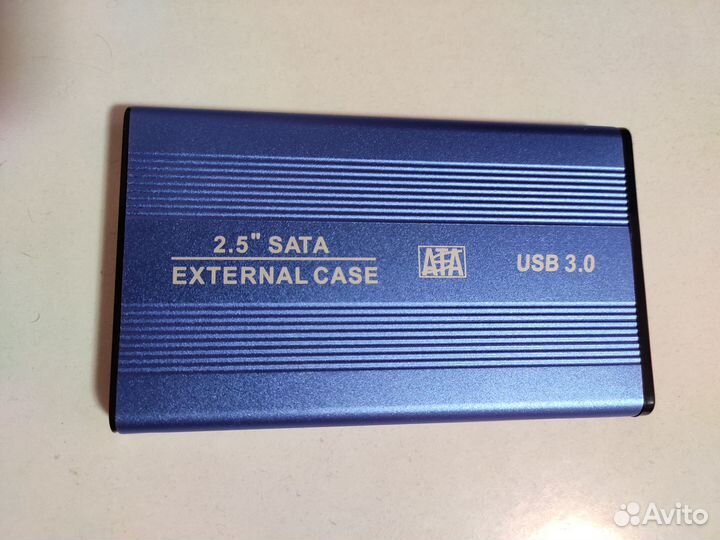 2.5" SATA
EXTERNAL CASE
ATA
USB 3.0
Avito